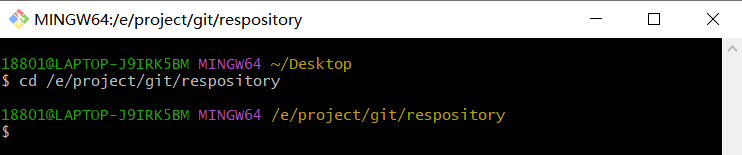 MINGW64:/e/project/git/respository
18801@LAPTOP-J9IRK5BM MINGW64 ~/Desktop
$ cd /e/project/git/respository
18801@LAPTOP-J9IRK5BM MINGW64 /e/project/git/respository
$